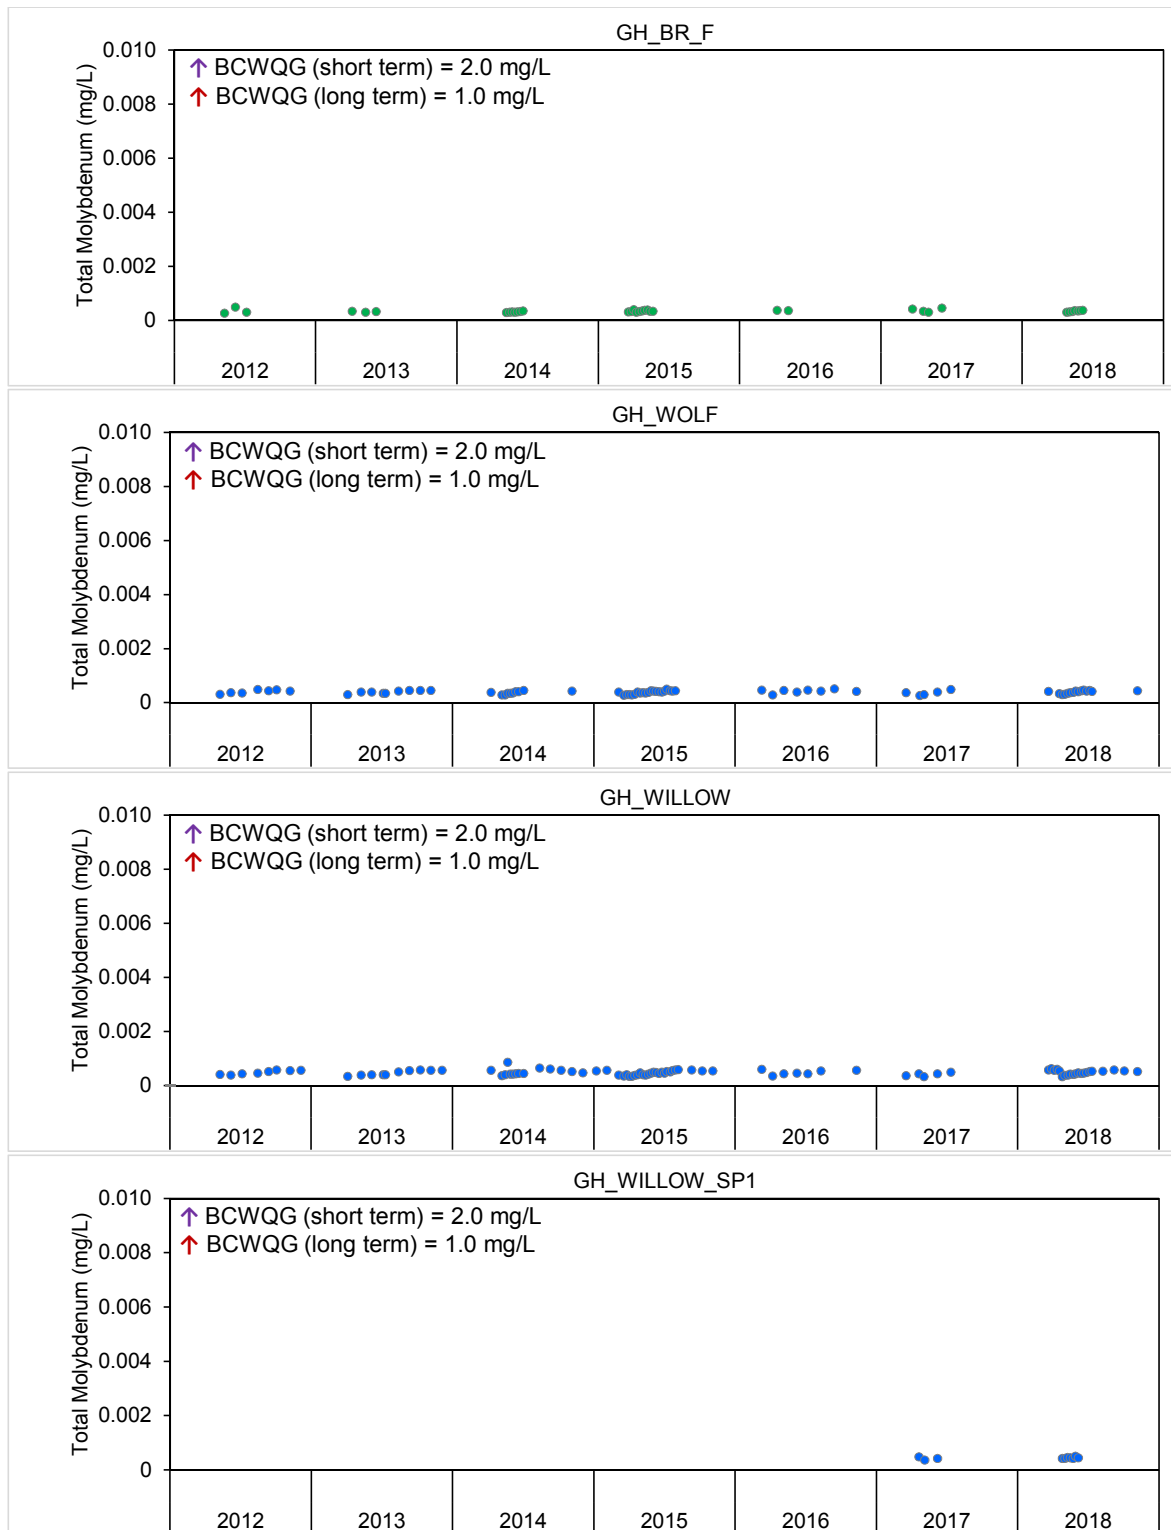 GH_BR_F
↑ BCWQG (short term) = 2.0 mg/L
↑ BCWQG (long term) = 1.0 mg/L
Total Molybdenum (mg/L)
0.010
0.008
0.006
0.004
0.002
0
2012 2013 2014 2015 2016 2017 2018
GH_WOLF
↑ BCWQG (short term) = 2.0 mg/L
↑ BCWQG (long term) = 1.0 mg/L
Total Molybdenum (mg/L)
0.010
0.008
0.006
0.004
0.002
0
2012 2013 2014 2015 2016 2017 2018
GH_WILLOW
↑ BCWQG (short term) = 2.0 mg/L
↑ BCWQG (long term) = 1.0 mg/L
Total Molybdenum (mg/L)
0.010
0.008
0.006
0.004
0.002
0
2012 2013 2014 2015 2016 2017 2018
GH_WILLOW_SP1
↑ BCWQG (short term) = 2.0 mg/L
↑ BCWQG (long term) = 1.0 mg/L
Total Molybdenum (mg/L)
0.010
0.008
0.006
0.004
0.002
0
2012 2013 2014 2015 2016 2017 2018